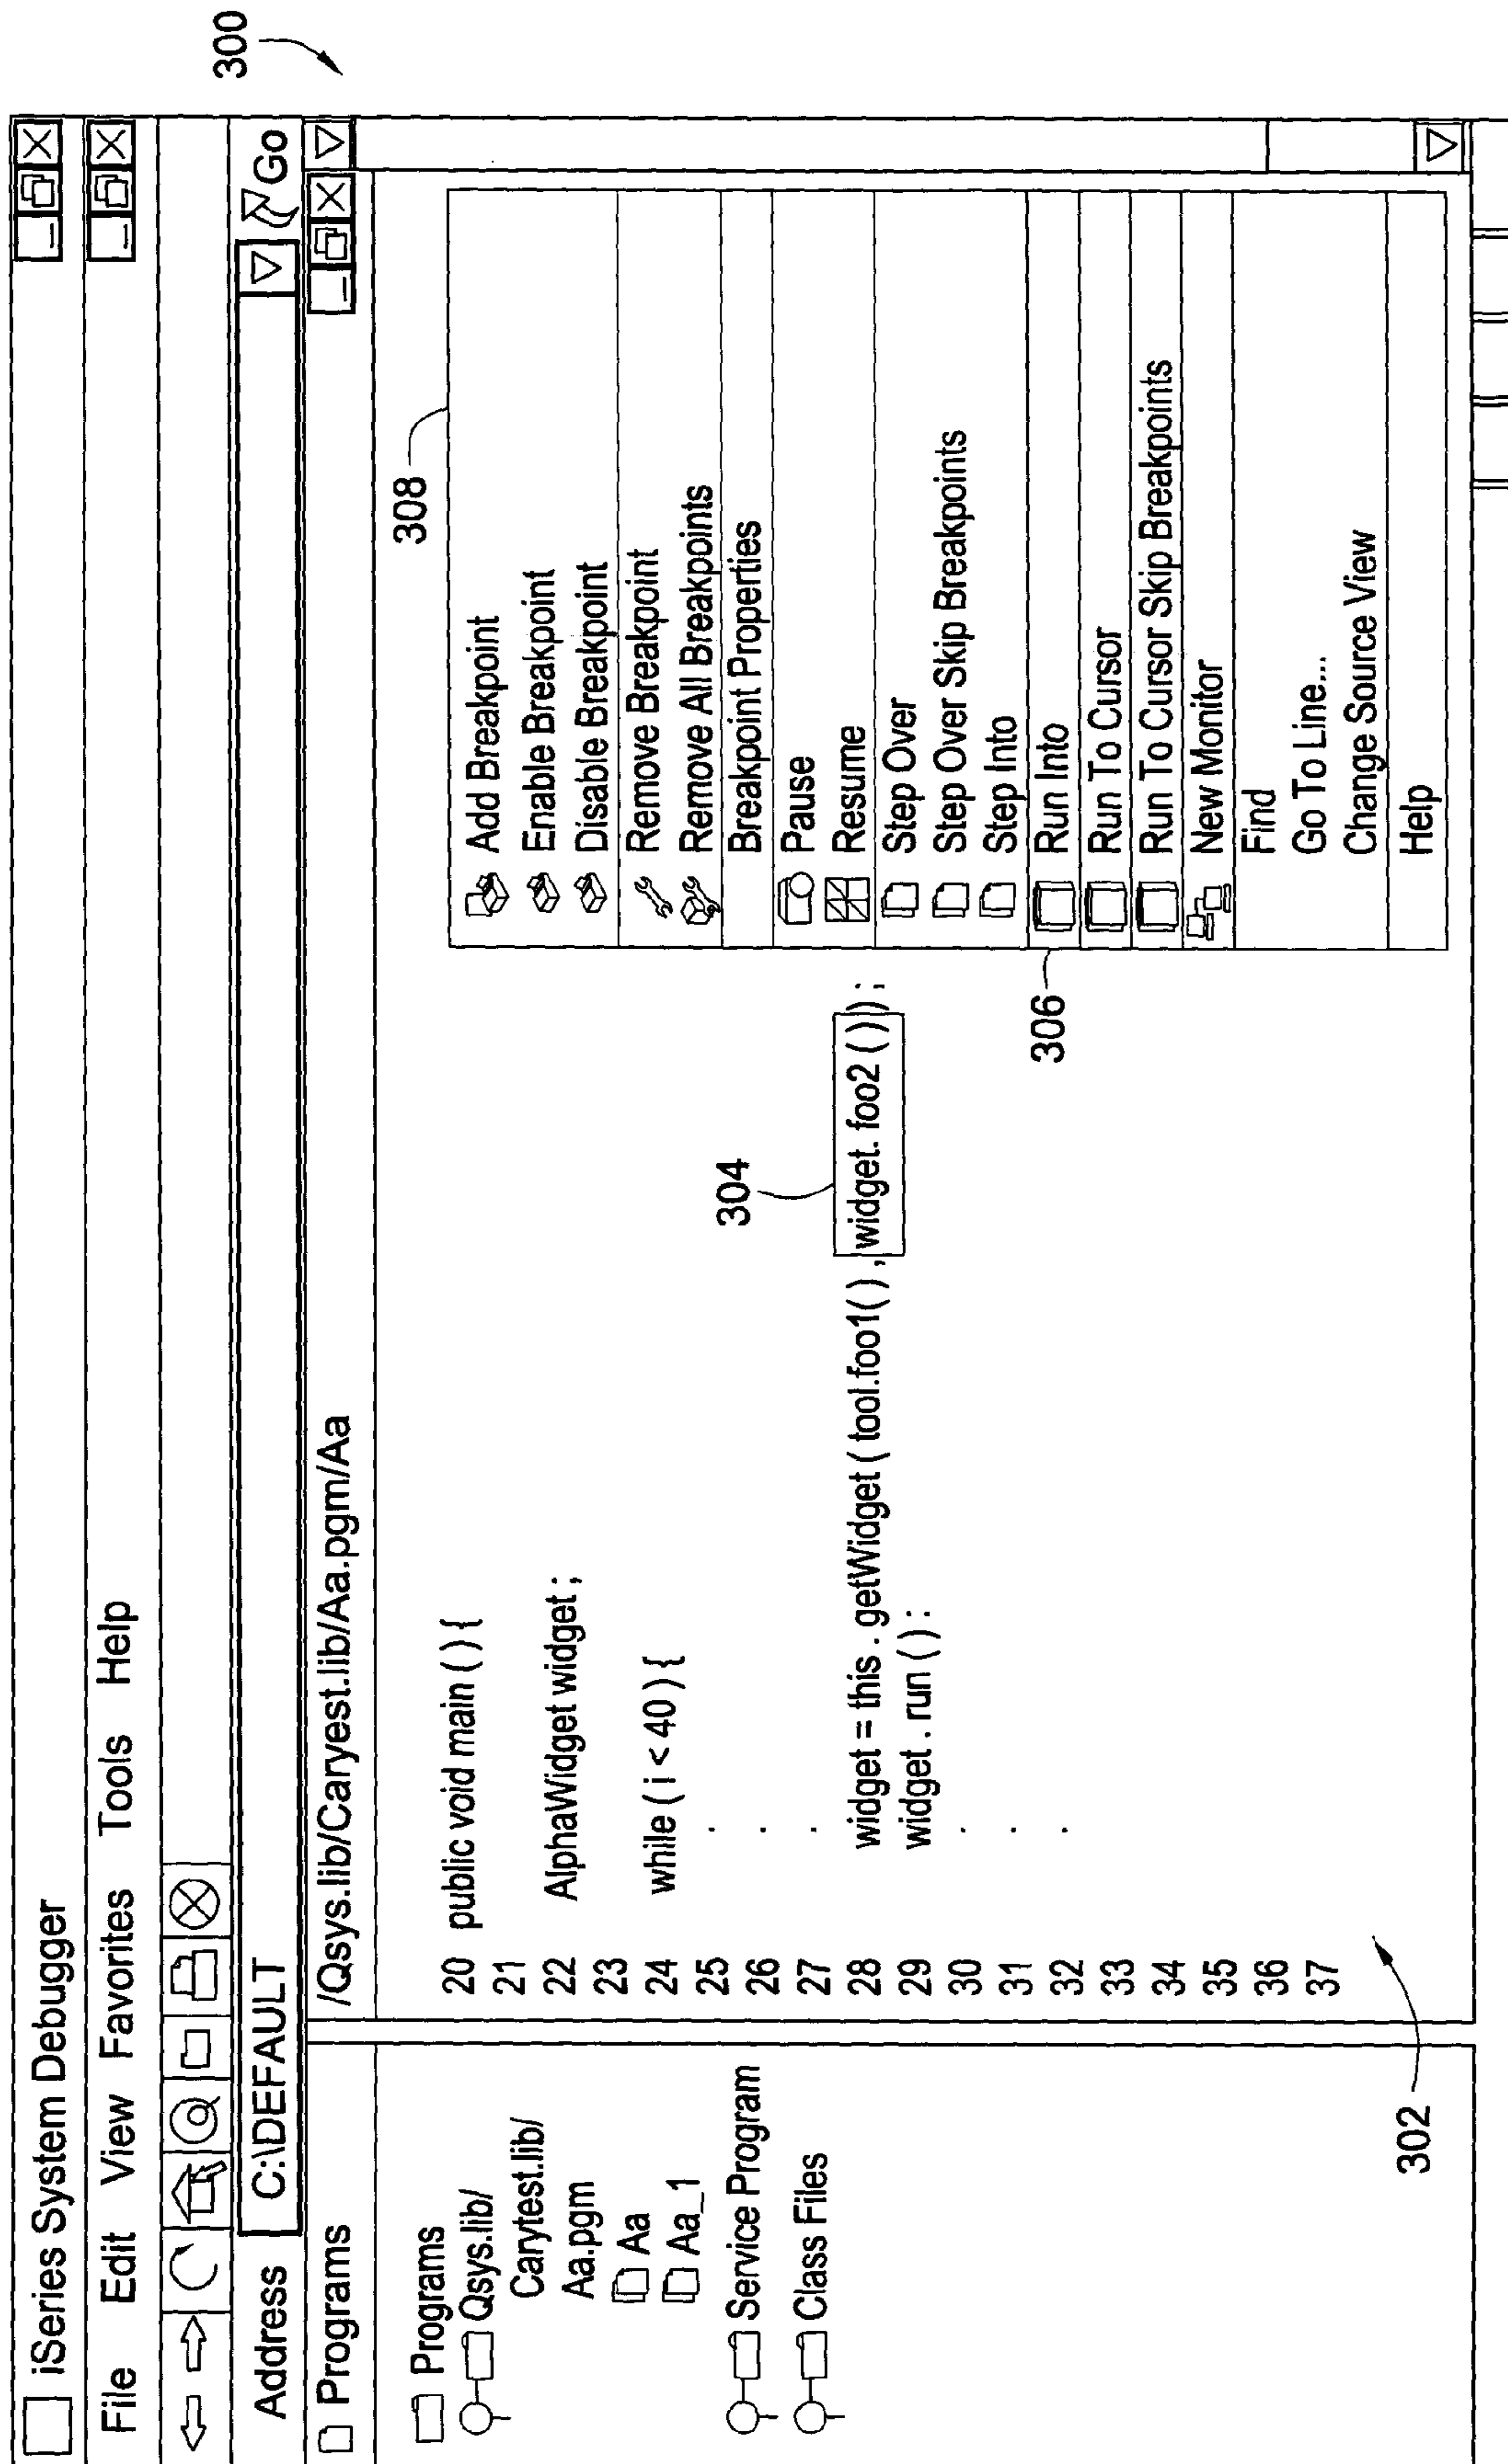 300
iSeries System Debugger
File Edit View Favorites Tools Help
Address C:\DEFAULT Go
Programs
/Qsys.lib/Caryest.lib/Aa.pgm/Aa
Programs
Qsys.lib/
Carytest.lib/
Aa.pgm
Aa
Aa_1
Service Program
Class Files
302
20 public void main ( ) {
21
22 AlphaWidget widget ;
23
24 while ( i < 40 ) {
25 .
26 .
27 .
28 widget = this . getWidget ( tool.foo1( ) , widget. foo2 ( ) ) ;
29 widget . run ( ) :
30 .
31 .
32 .
33
34
35
36
37
304
306
308
Add Breakpoint
Enable Breakpoint
Disable Breakpoint
Remove Breakpoint
Remove All Breakpoints
Breakpoint Properties
Pause
Resume
Step Over
Step Over Skip Breakpoints
Step Into
Run Into
Run To Cursor
Run To Cursor Skip Breakpoints
New Monitor
Find
Go To Line...
Change Source View
Help